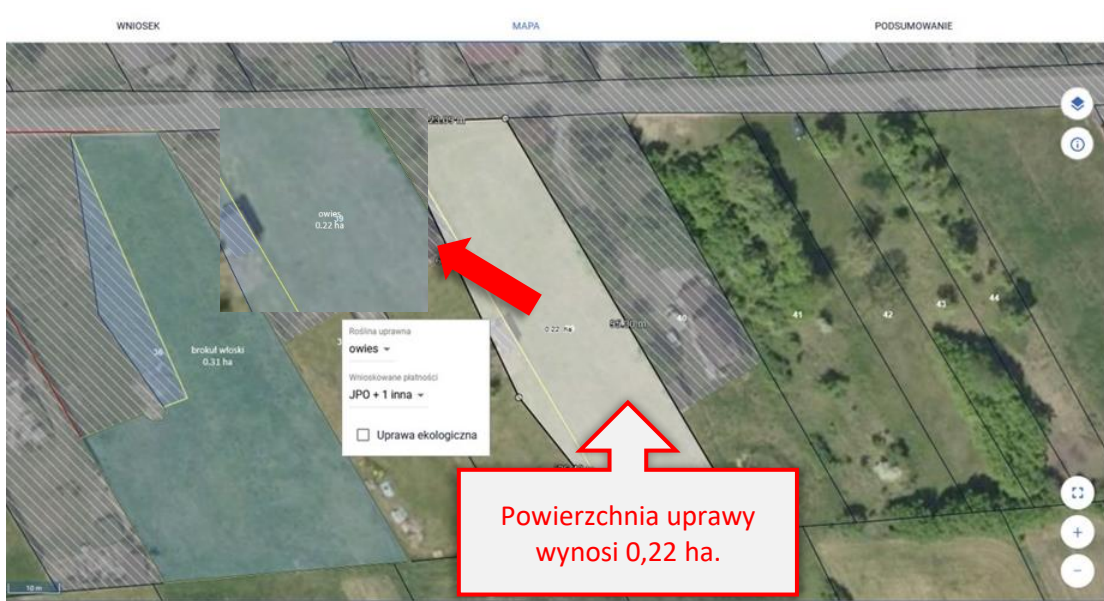 WNIOSEK
MAPA
PODSUMOWANIE
owies
0.22 ha
0.22 Ha
40
41
42
43
44
38
brokuł włoski
0.31 ha
Roślina uprawna
owies
Wnioskowane płatności
JPO + 1 inna
Uprawa ekologiczna
Powierzchnia uprawy
wynosi 0,22 ha.
10 m